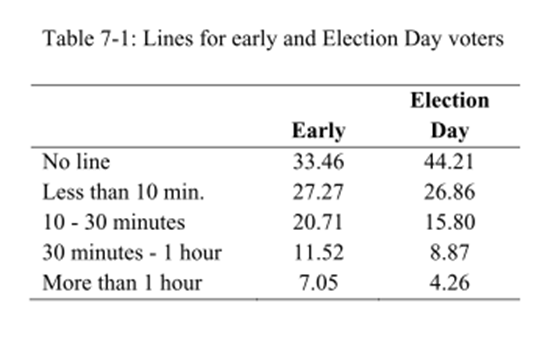 Table 7-1: Lines for early and Election Day voters
Election
Early Day
No line 33.46 44.21
Less than 10 min. 27.27 26.86
10 - 30 minutes 20.71 15.80
30 minutes - 1 hour 11.52 8.87
More than 1 hour 7.05 4.26